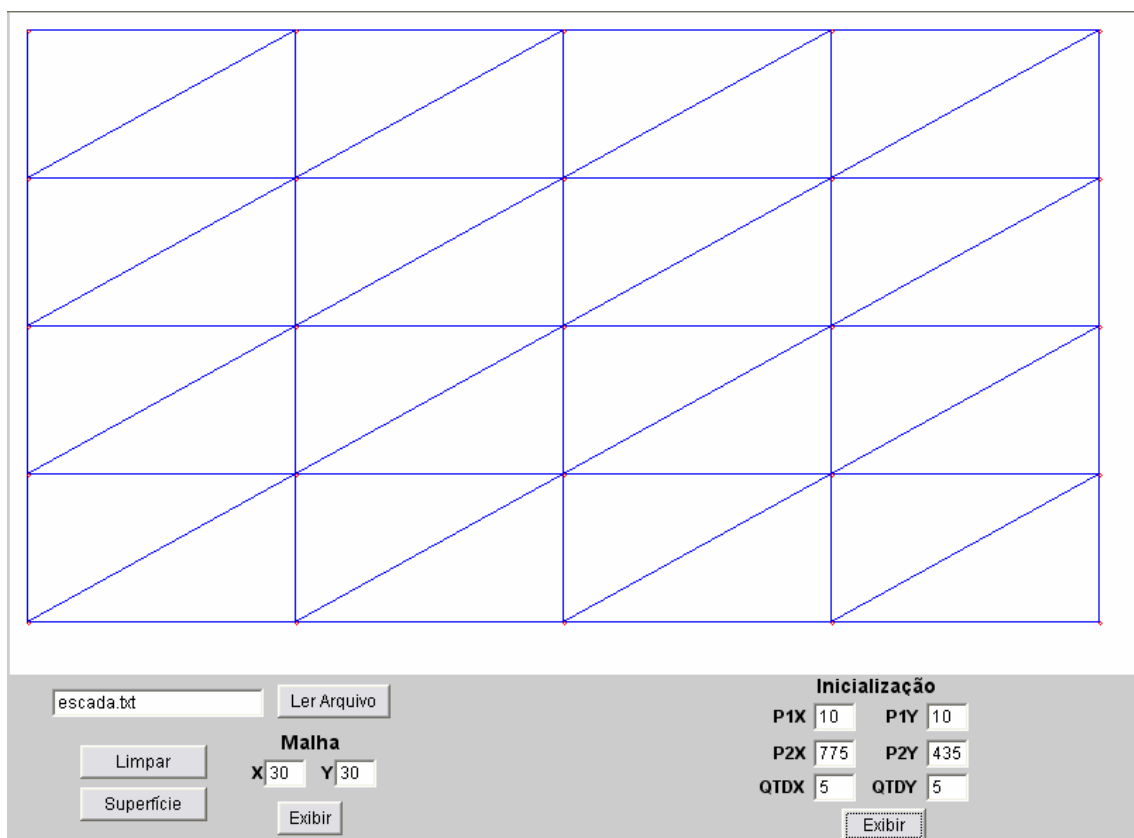 escada.txt
Ler Arquivo
Limpar
Superfície
Malha
X 30 Y 30
Exibir
Inicialização
P1X 10 P1Y 10
P2X 775 P2Y 435
QTDX 5 QTDY 5
Exibir